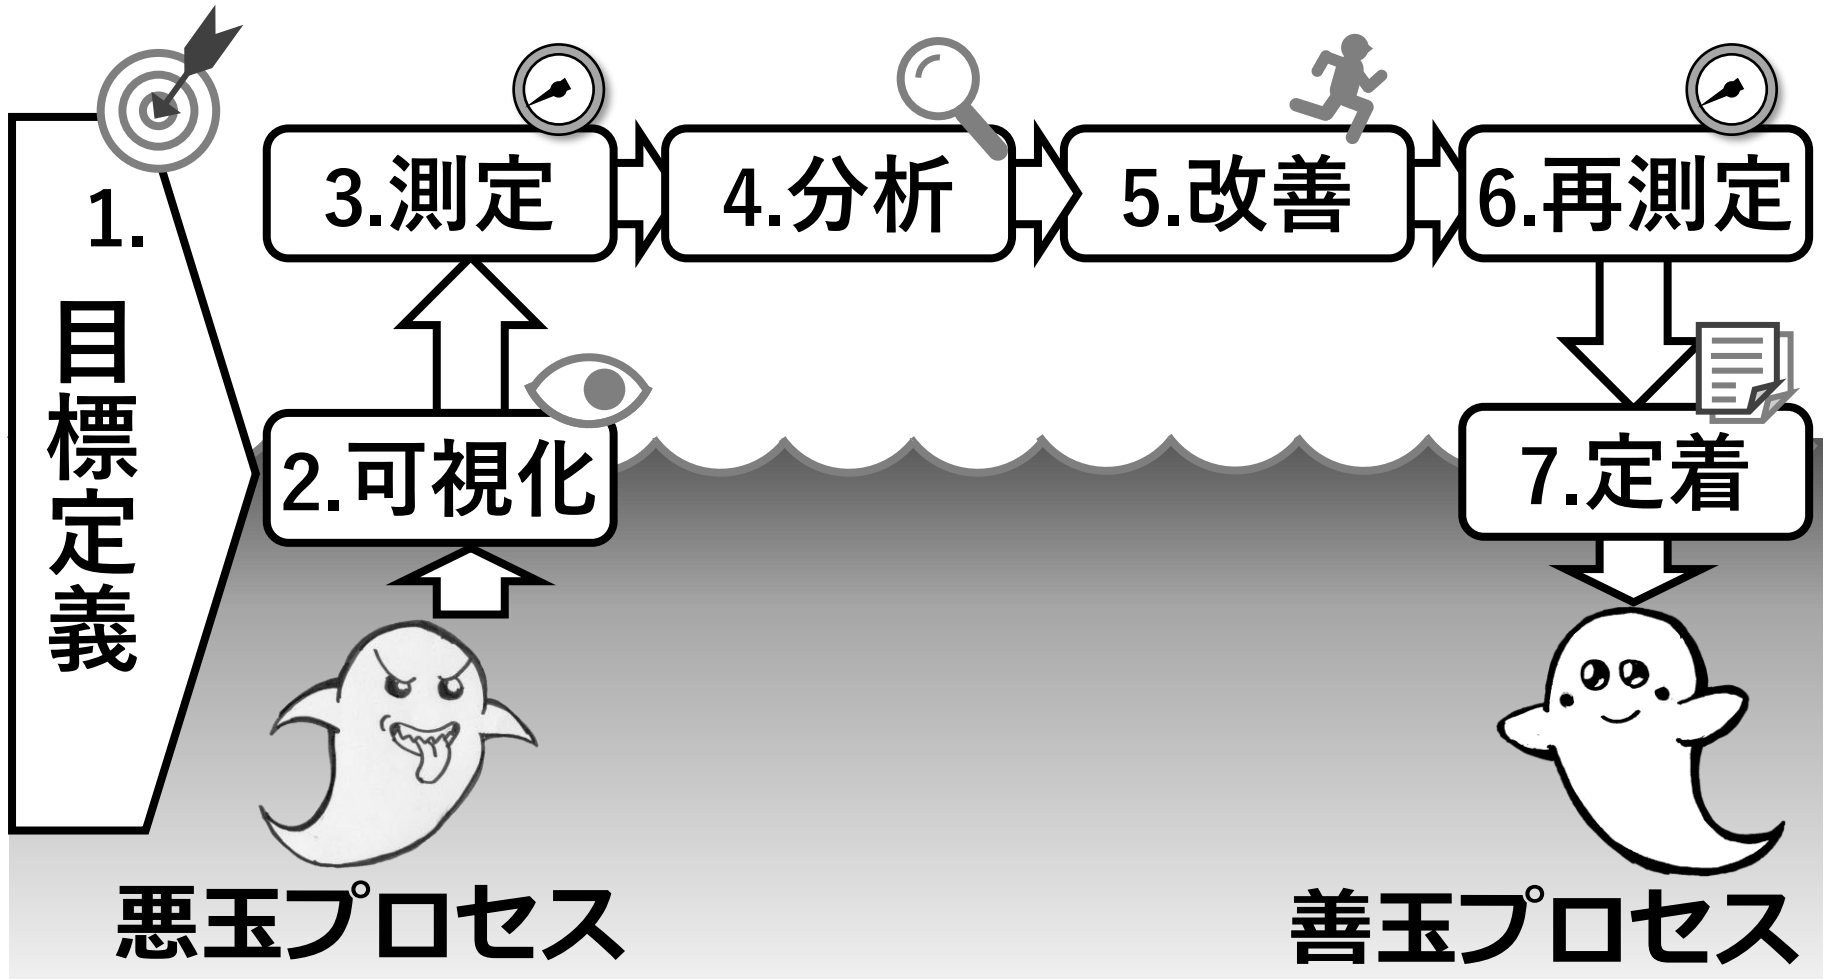 1.
目標定義
2.可視化
3.測定
4.分析
5.改善
6.再測定
7.定着
悪玉プロセス
善玉プロセス